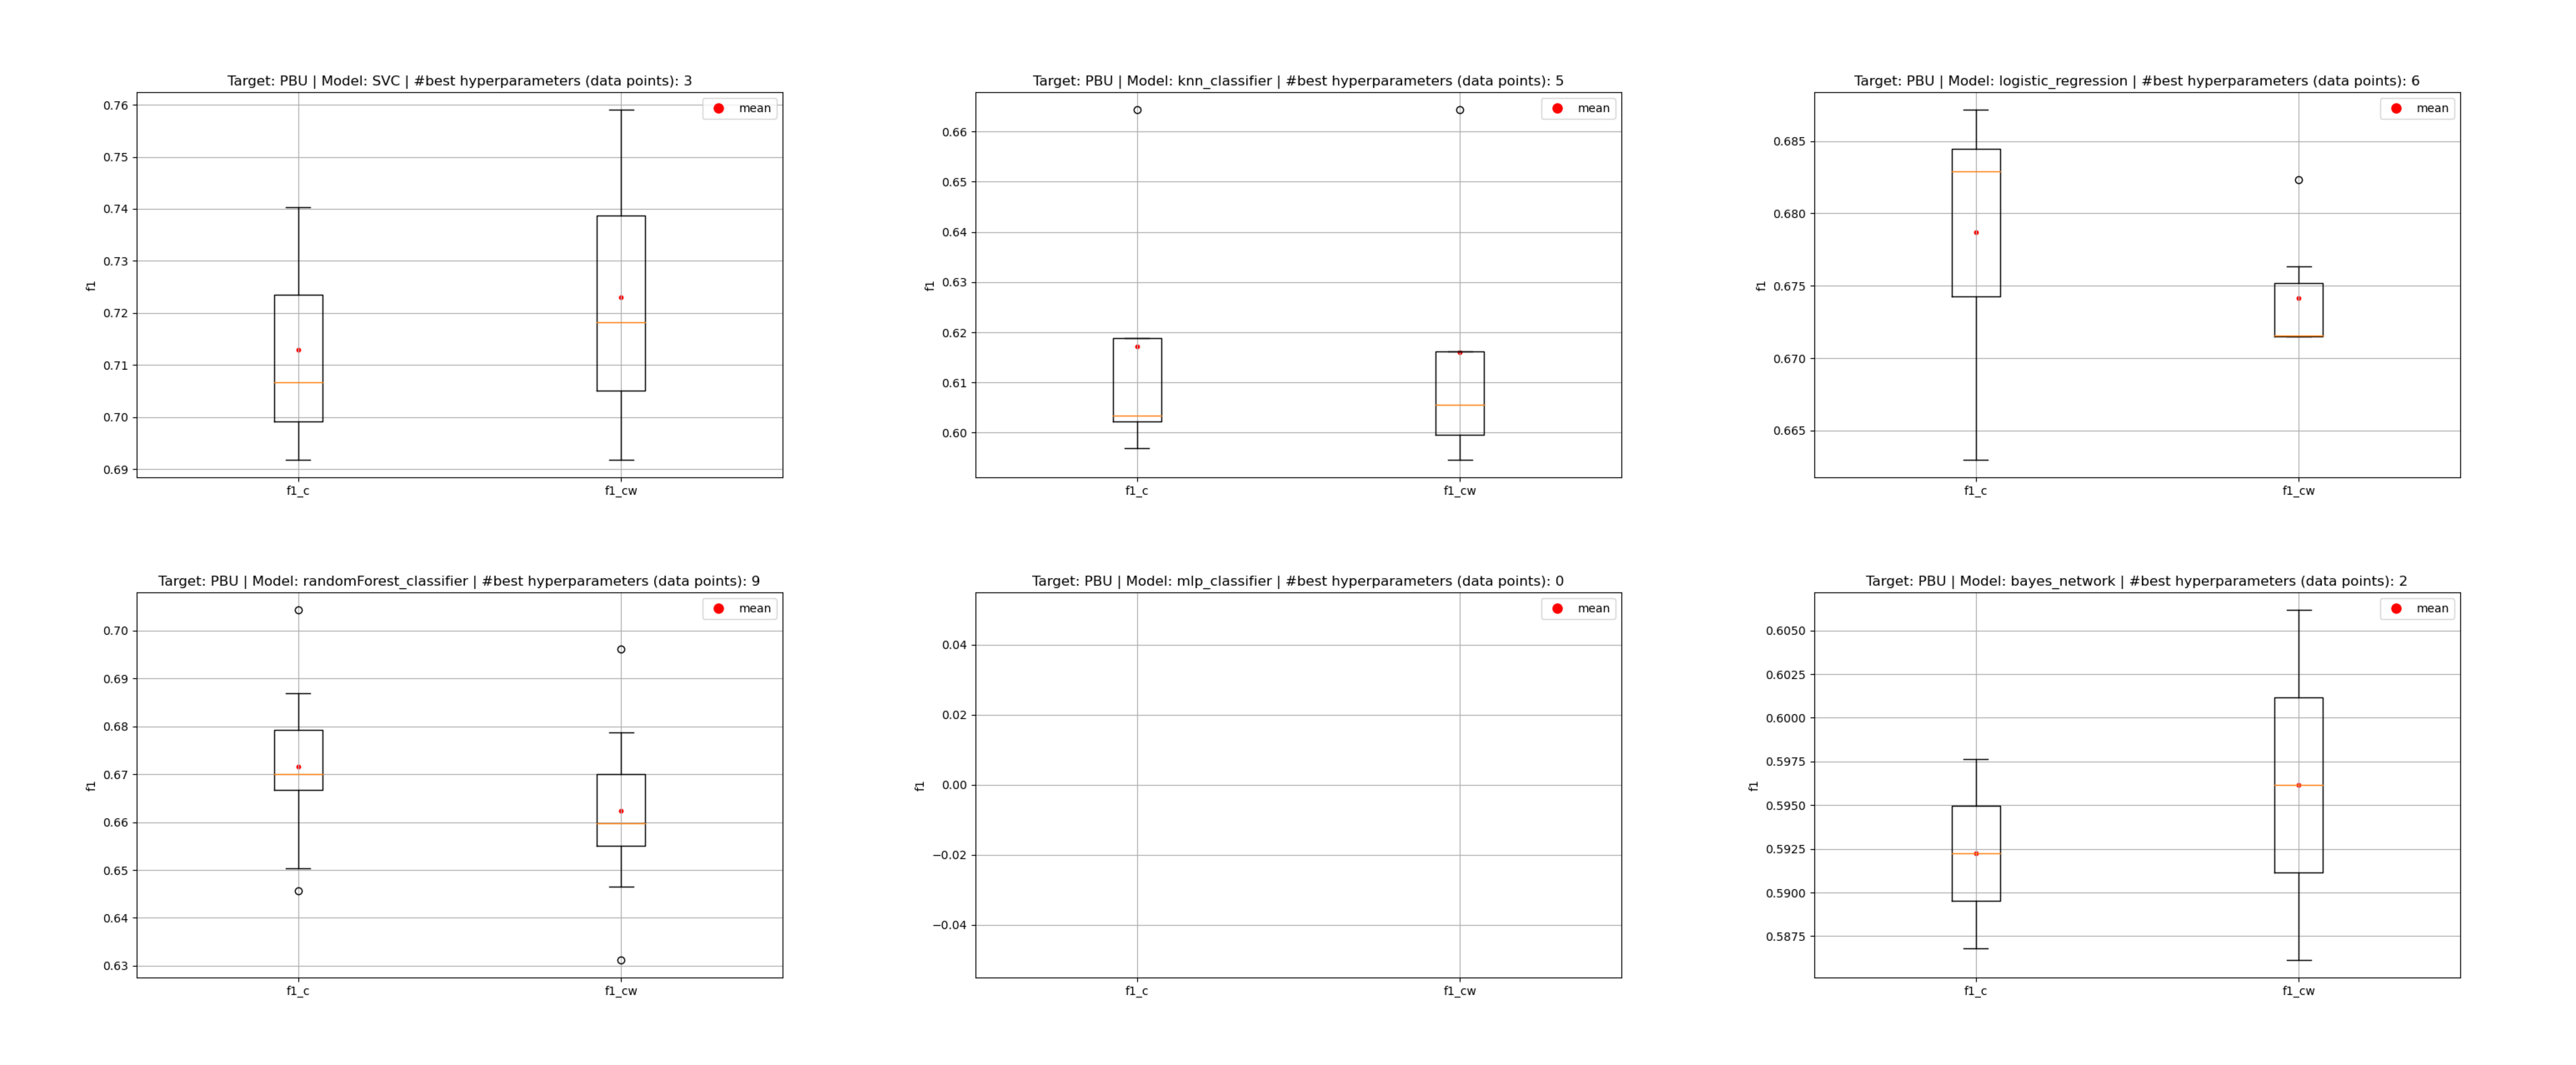 Target: PBU | Model: SVC | #best hyperparameters (data points): 3
mean
0.76
0.75
0.74
0.73
0.72
0.71
0.70
0.69
f1
f1_c
f1_cw
Target: PBU | Model: knn_classifier | #best hyperparameters (data points): 5
mean
0.66
0.65
0.64
0.63
0.62
0.61
0.60
f1
f1_c
f1_cw
Target: PBU | Model: logistic_regression | #best hyperparameters (data points): 6
mean
0.685
0.680
0.675
0.670
0.665
f1
f1_c
f1_cw
Target: PBU | Model: randomForest_classifier | #best hyperparameters (data points): 9
mean
0.70
0.69
0.68
0.67
0.66
0.65
0.64
0.63
f1
f1_c
f1_cw
Target: PBU | Model: mlp_classifier | #best hyperparameters (data points): 0
mean
0.04
0.02
0.00
−0.02
−0.04
f1
f1_c
f1_cw
Target: PBU | Model: bayes_network | #best hyperparameters (data points): 2
mean
0.6050
0.6025
0.6000
0.5975
0.5950
0.5925
0.5900
0.5875
f1
f1_c
f1_cw